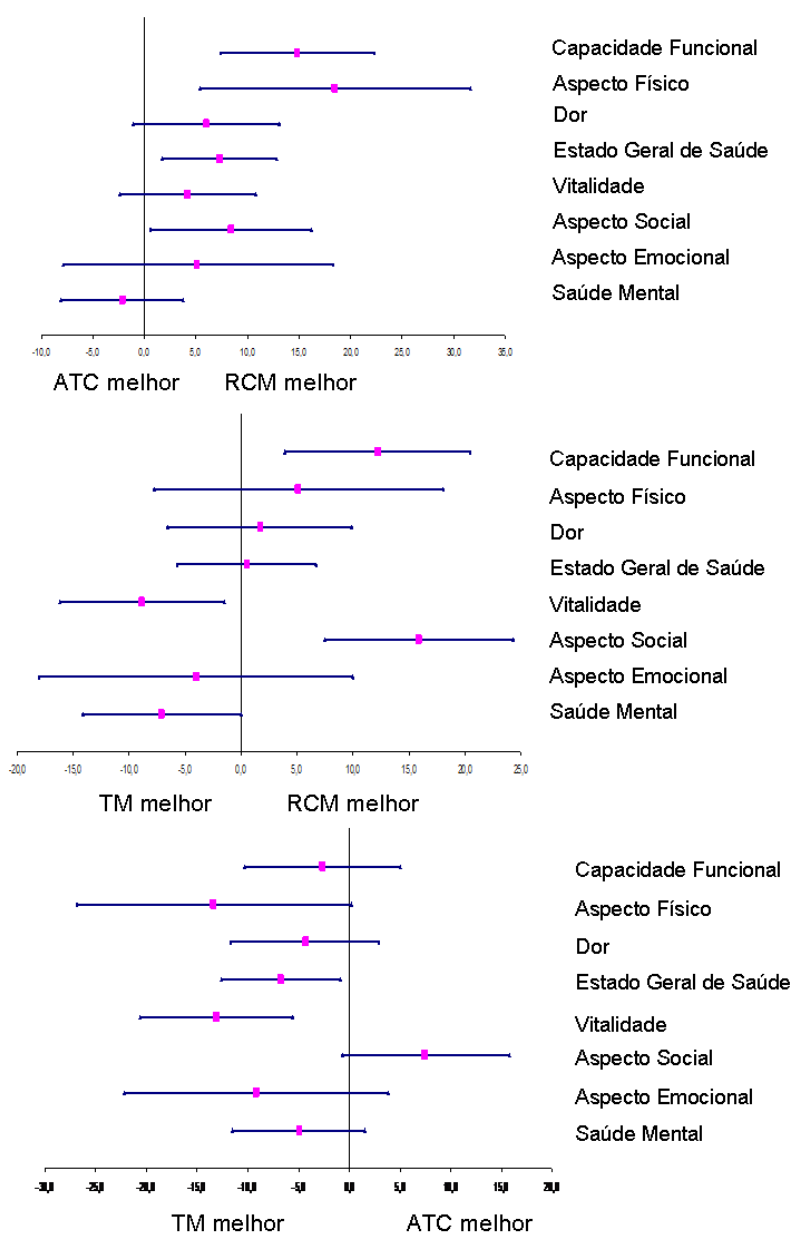 Capacidade Funcional
Aspecto Físico
Dor
Estado Geral de Saúde
Vitalidade
Aspecto Social
Aspecto Emocional
Saúde Mental
-10,0 -5,0 0,0 5,0 10,0 15,0 20,0 25,0 30,0 35,0
ATC melhor RCM melhor
Capacidade Funcional
Aspecto Físico
Dor
Estado Geral de Saúde
Vitalidade
Aspecto Social
Aspecto Emocional
Saúde Mental
-20,0 -15,0 -10,0 -5,0 0,0 5,0 10,0 15,0 20,0 25,0
TM melhor RCM melhor
Capacidade Funcional
Aspecto Físico
Dor
Estado Geral de Saúde
Vitalidade
Aspecto Social
Aspecto Emocional
Saúde Mental
-30,0 -25,0 -20,0 -15,0 -10,0 -5,0 0,0 5,0 10,0 15,0 20,0
TM melhor ATC melhor